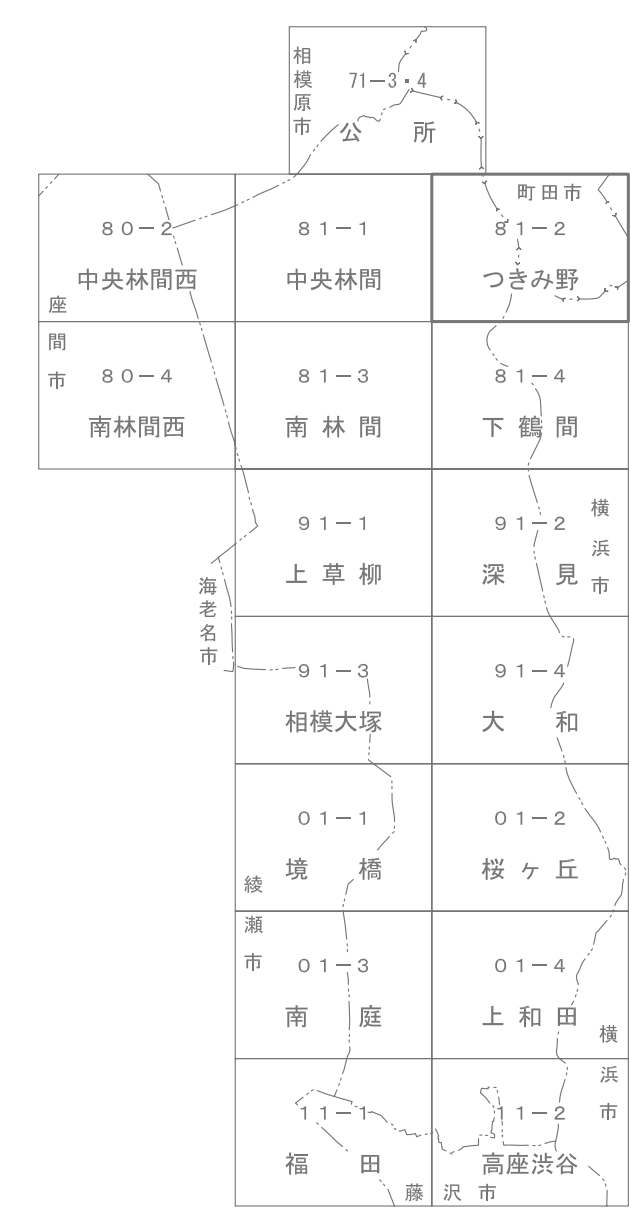 相模原市
71-3・4
公所
80-2
中央林間西
81-1
中央林間
町田市
81-2
つきみ野
座間市
80-4
南林間西
81-3
南林間
81-4
下鶴間
91-1
上草柳
91-2
深見
横浜市
海老名市
91-3
相模大塚
91-4
大和
01-1
境橋
01-2
桜ヶ丘
綾瀬市
01-3
南庭
01-4
上和田
横浜市
11-1
福田
11-2
高座渋谷
藤沢市